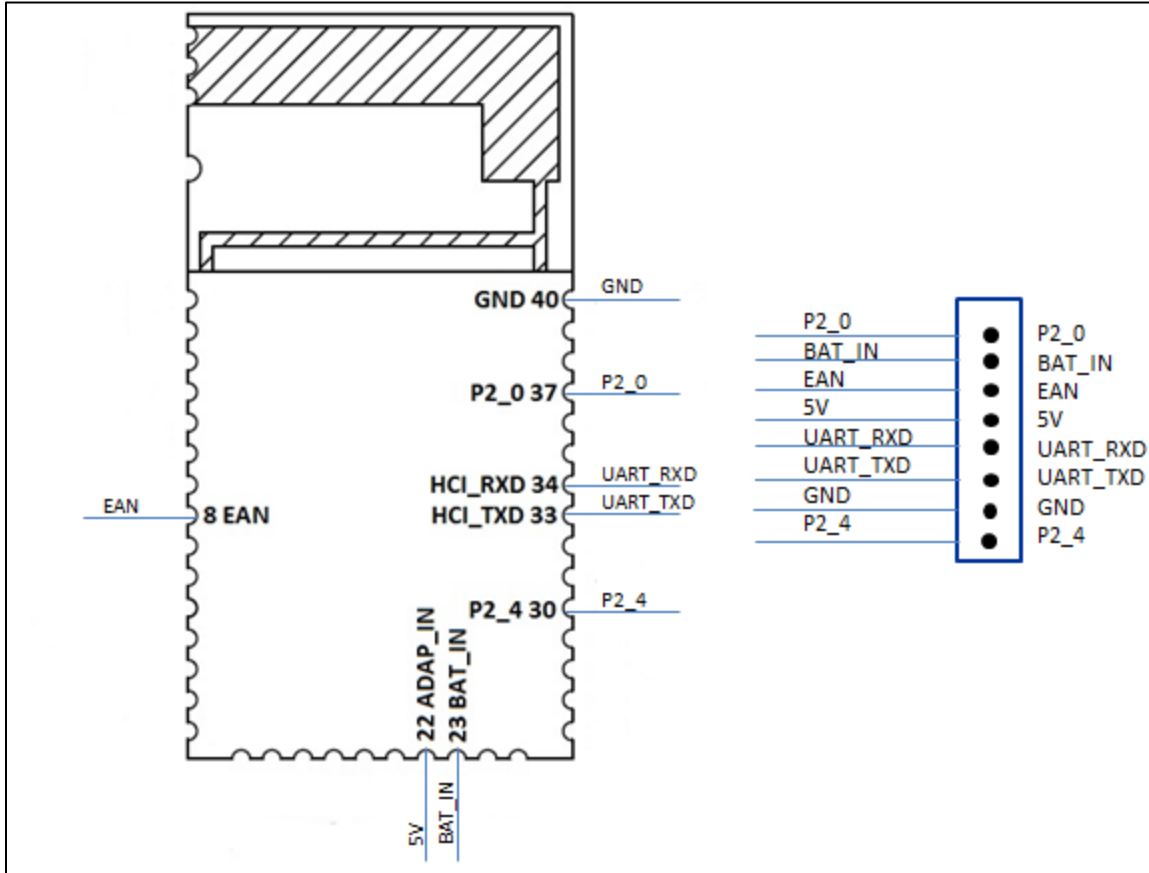 GND 40
GND
P2_0 37
P2_0
HCI_RXD 34
UART_RXD
HCI_TXD 33
UART_TXD
EAN
8 EAN
P2_4 30
P2_4
22 ADAP_IN
23 BAT_IN
5V
BAT_IN
P2_0
P2_0
BAT_IN
BAT_IN
EAN
EAN
5V
5V
UART_RXD
UART_RXD
UART_TXD
UART_TXD
GND
GND
P2_4
P2_4